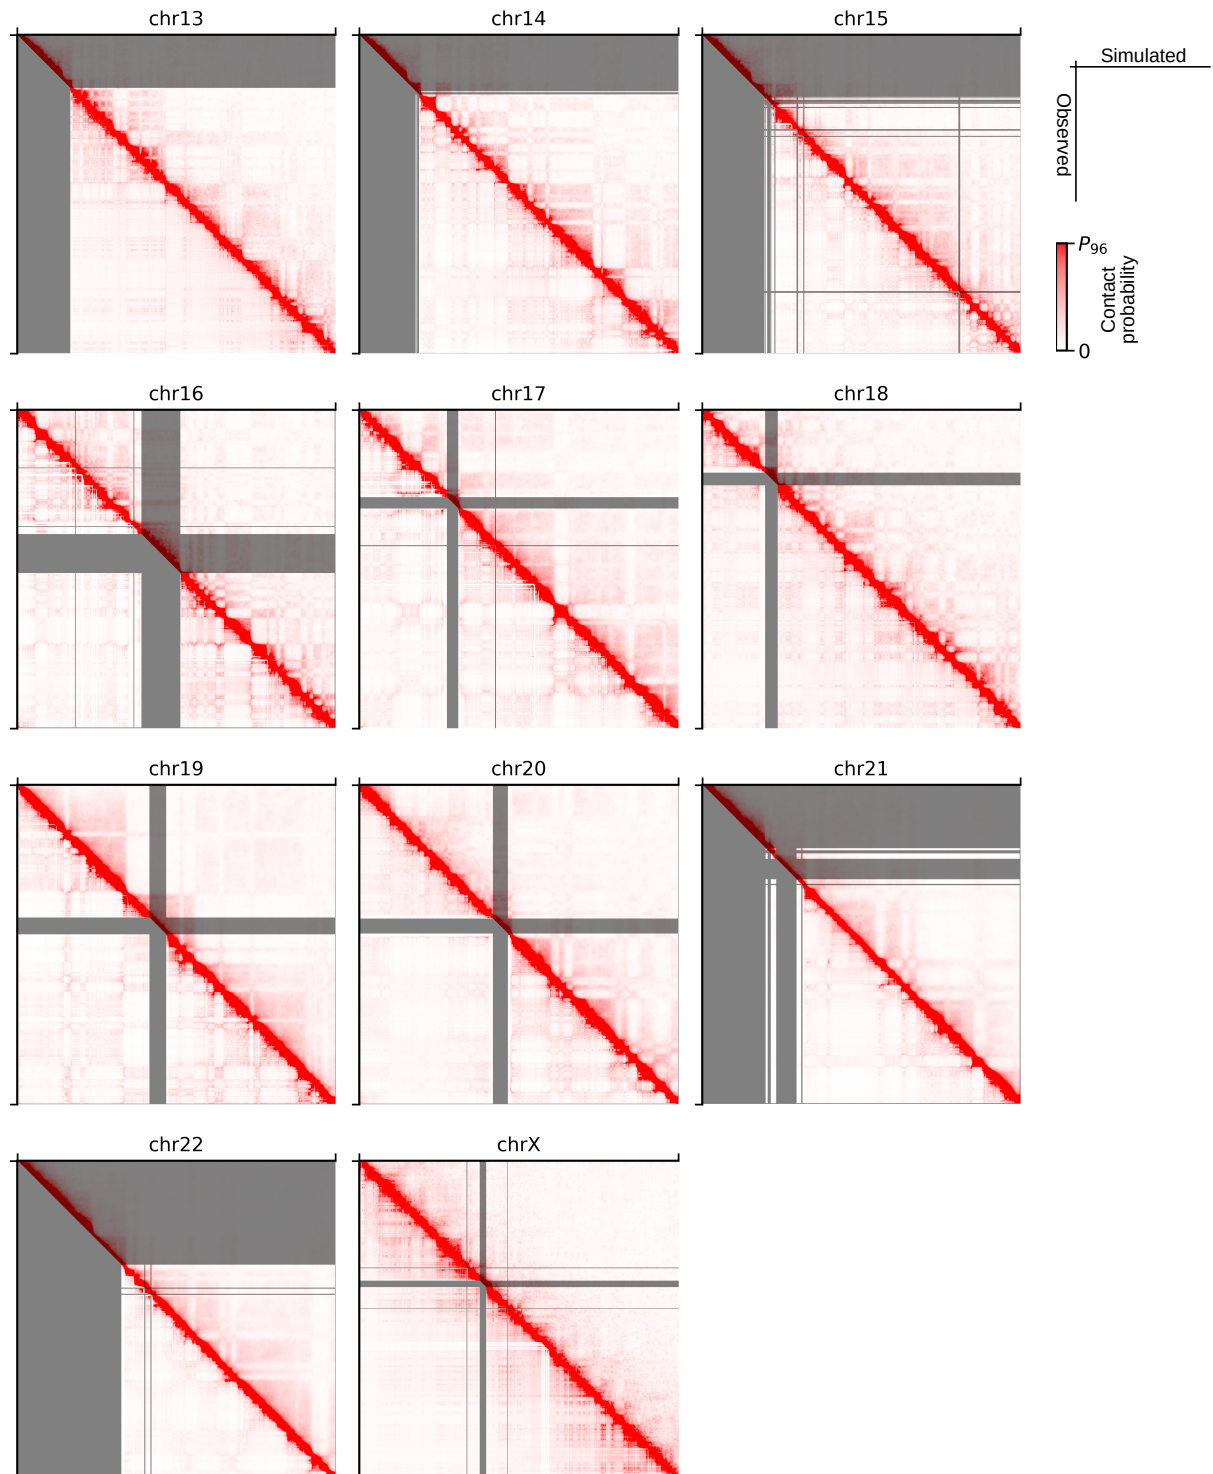 chr13
chr14
chr15
Simulated
Observed
P96
Contact
probability
0
chr16
chr17
chr18
chr19
chr20
chr21
chr22
chrX